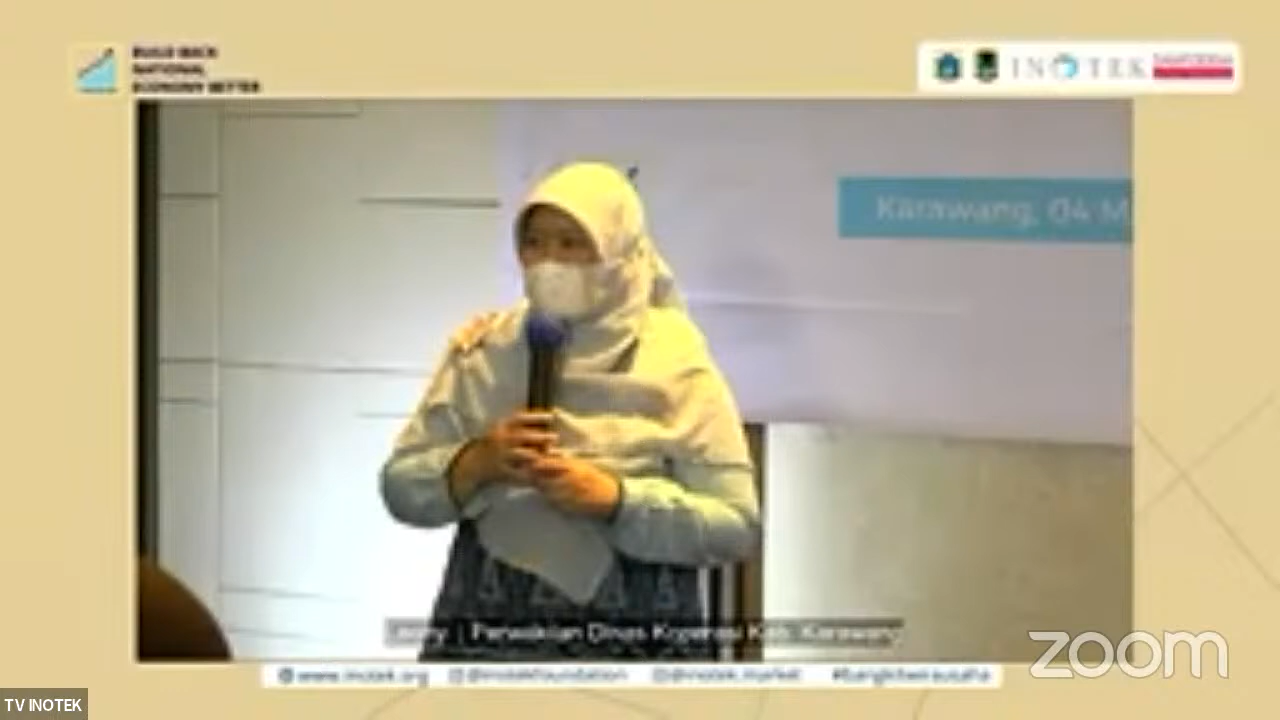 BUILD BACK
NATIONAL
ECONOMY BETTER
INOTEK
Karawang, 04 M
Perwakilan Dinas Koperasi Kab. Karawang
www.inotek.org @inotekfoundation @inotek.market #bangkitwirausaha
zoom
TV INOTEK